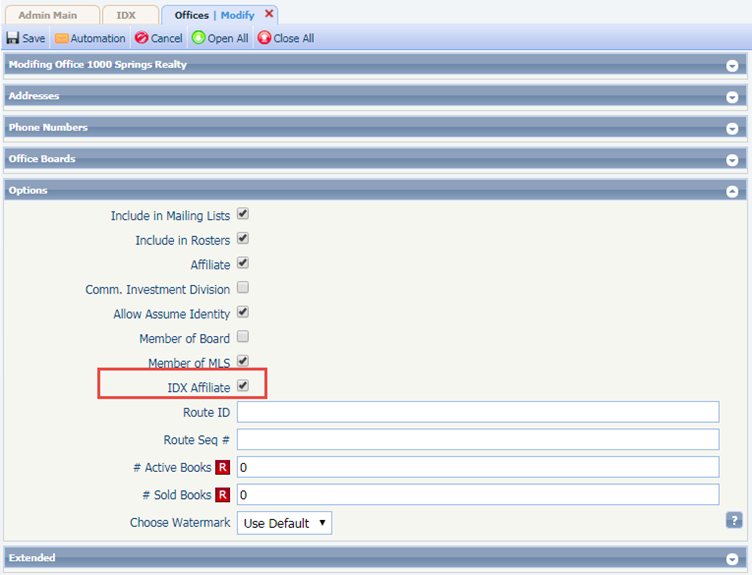 Admin Main IDX Offices | Modify
Save Automation Cancel Open All Close All
Modifing Office 1000 Springs Realty
Addresses
Phone Numbers
Office Boards
Options
Include in Mailing Lists
Include in Rosters
Affiliate
Comm. Investment Division
Allow Assume Identity
Member of Board
Member of MLS
IDX Affiliate
Route ID
Route Seq #
# Active Books R 0
# Sold Books R 0
Choose Watermark Use Default ?
Extended